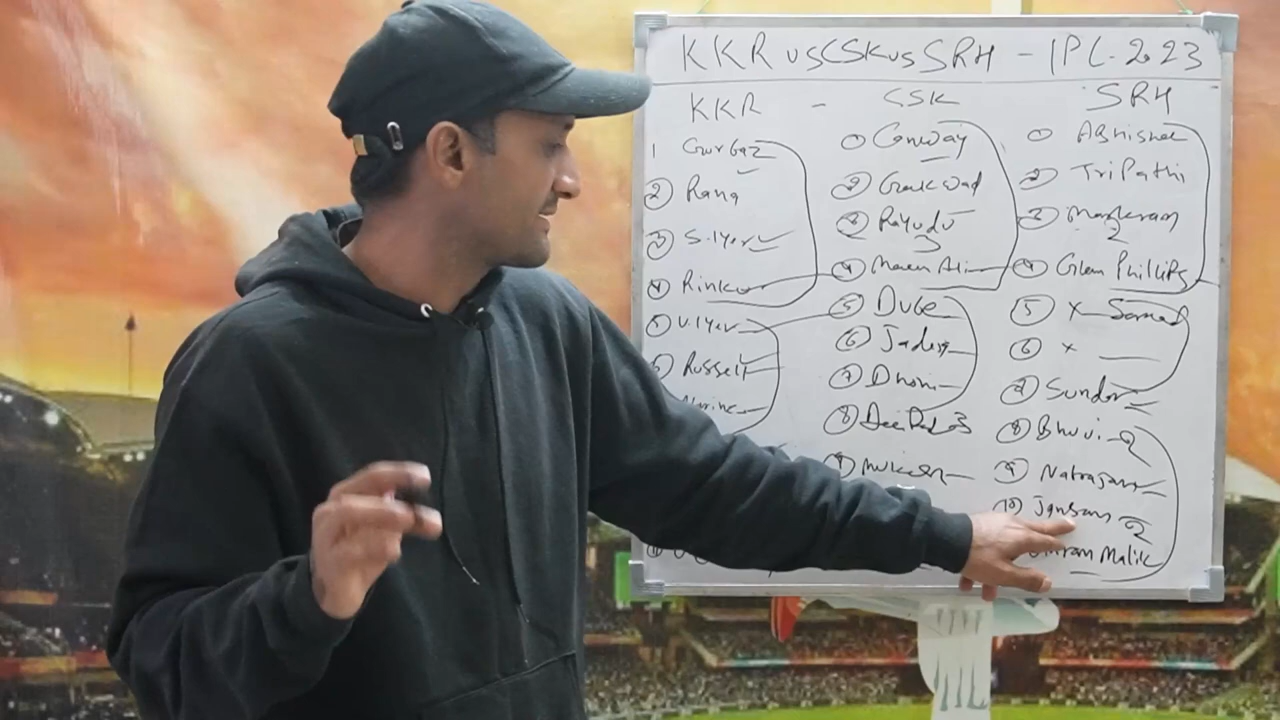 KKR vs CSK vs SRH - IPL-2023
KKR - CSK SRH
1 Gurbaz
2 Rana
3 S.Iyer
4 Rinku
5 V.Iyer
6 Russell
Narine
1 Conway
2 Gaikwad
3 Rayudu
4 Moeen Ali
5 Dube
6 Jadeja
7 Dhoni
8
9 Mukesh
1 Abhishek
2 Tripathi
3 Markram
4 Glen Phillips
5 x Samad
6 x
7 Sundar
8 Bhuvi
9 Natrajan
10 Jansan
Umran Malik